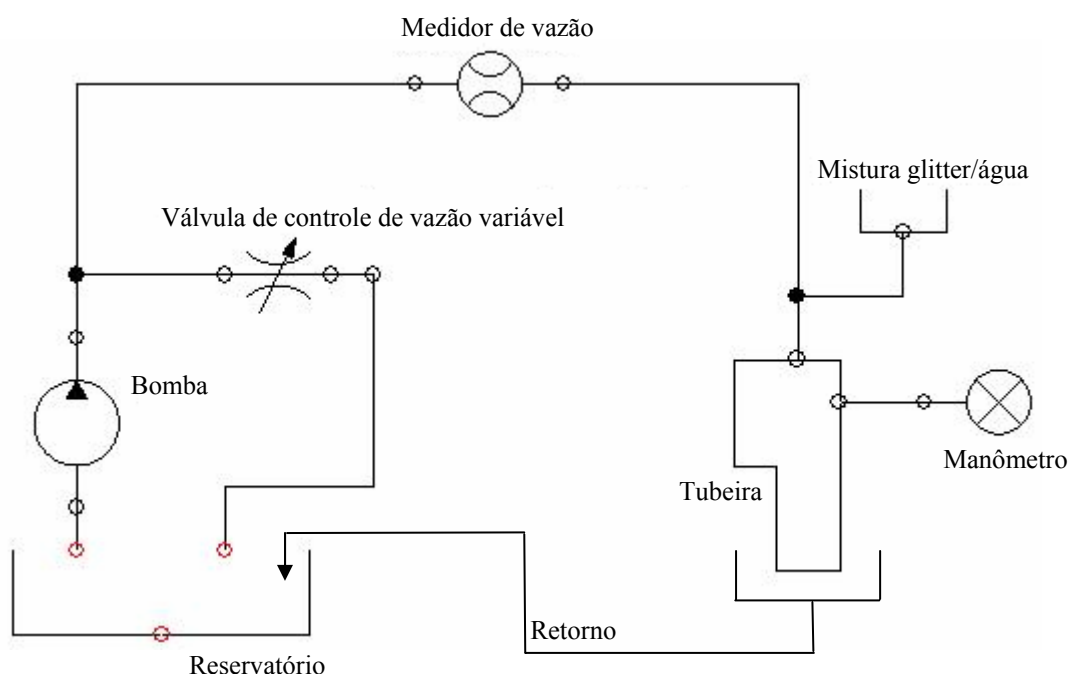 Medidor de vazão
Mistura glitter/água
Válvula de controle de vazão variável
Bomba
Manômetro
Tubeira
Retorno
Reservatório